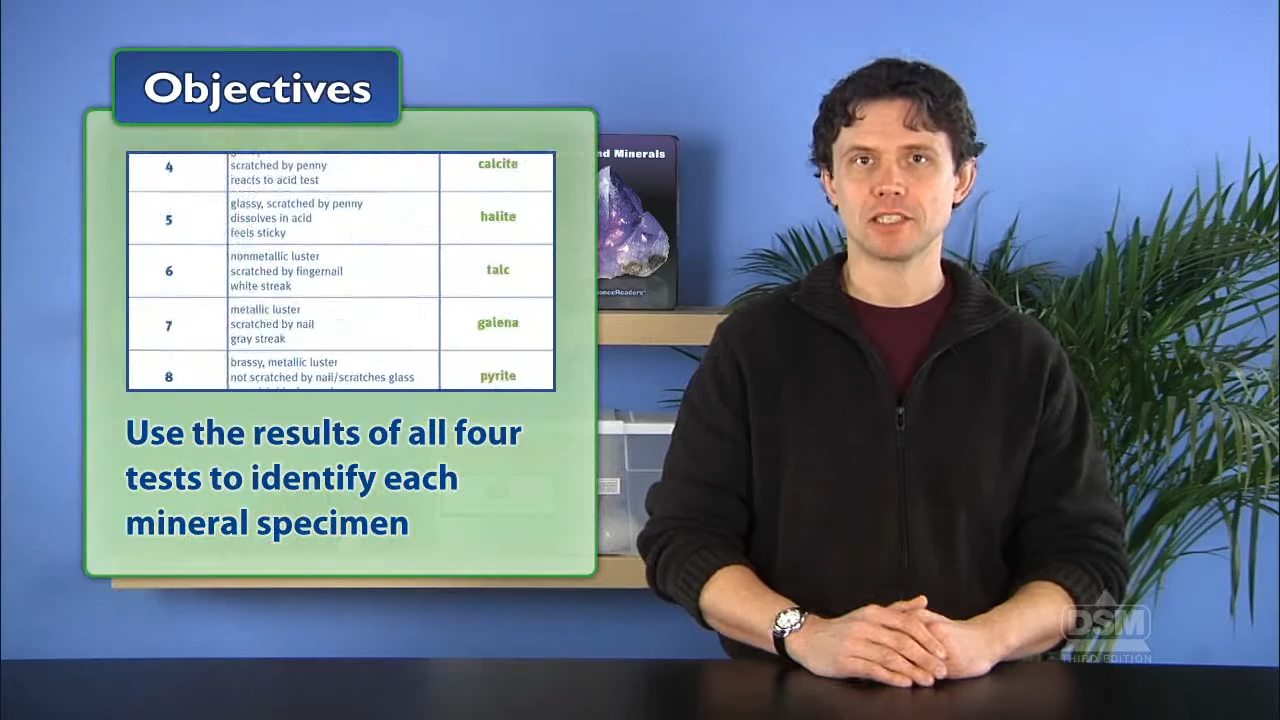 Objectives
4
scratched by penny
reacts to acid test
calcite
5
glassy, scratched by penny
dissolves in acid
feels sticky
halite
6
nonmetallic luster
scratched by fingernail
white streak
talc
7
metallic luster
scratched by nail
gray streak
galena
8
brassy, metallic luster
not scratched by nail/scratches glass
pyrite
Use the results of all four
tests to identify each
mineral specimen
nd Minerals
DSM
THIRD EDITION